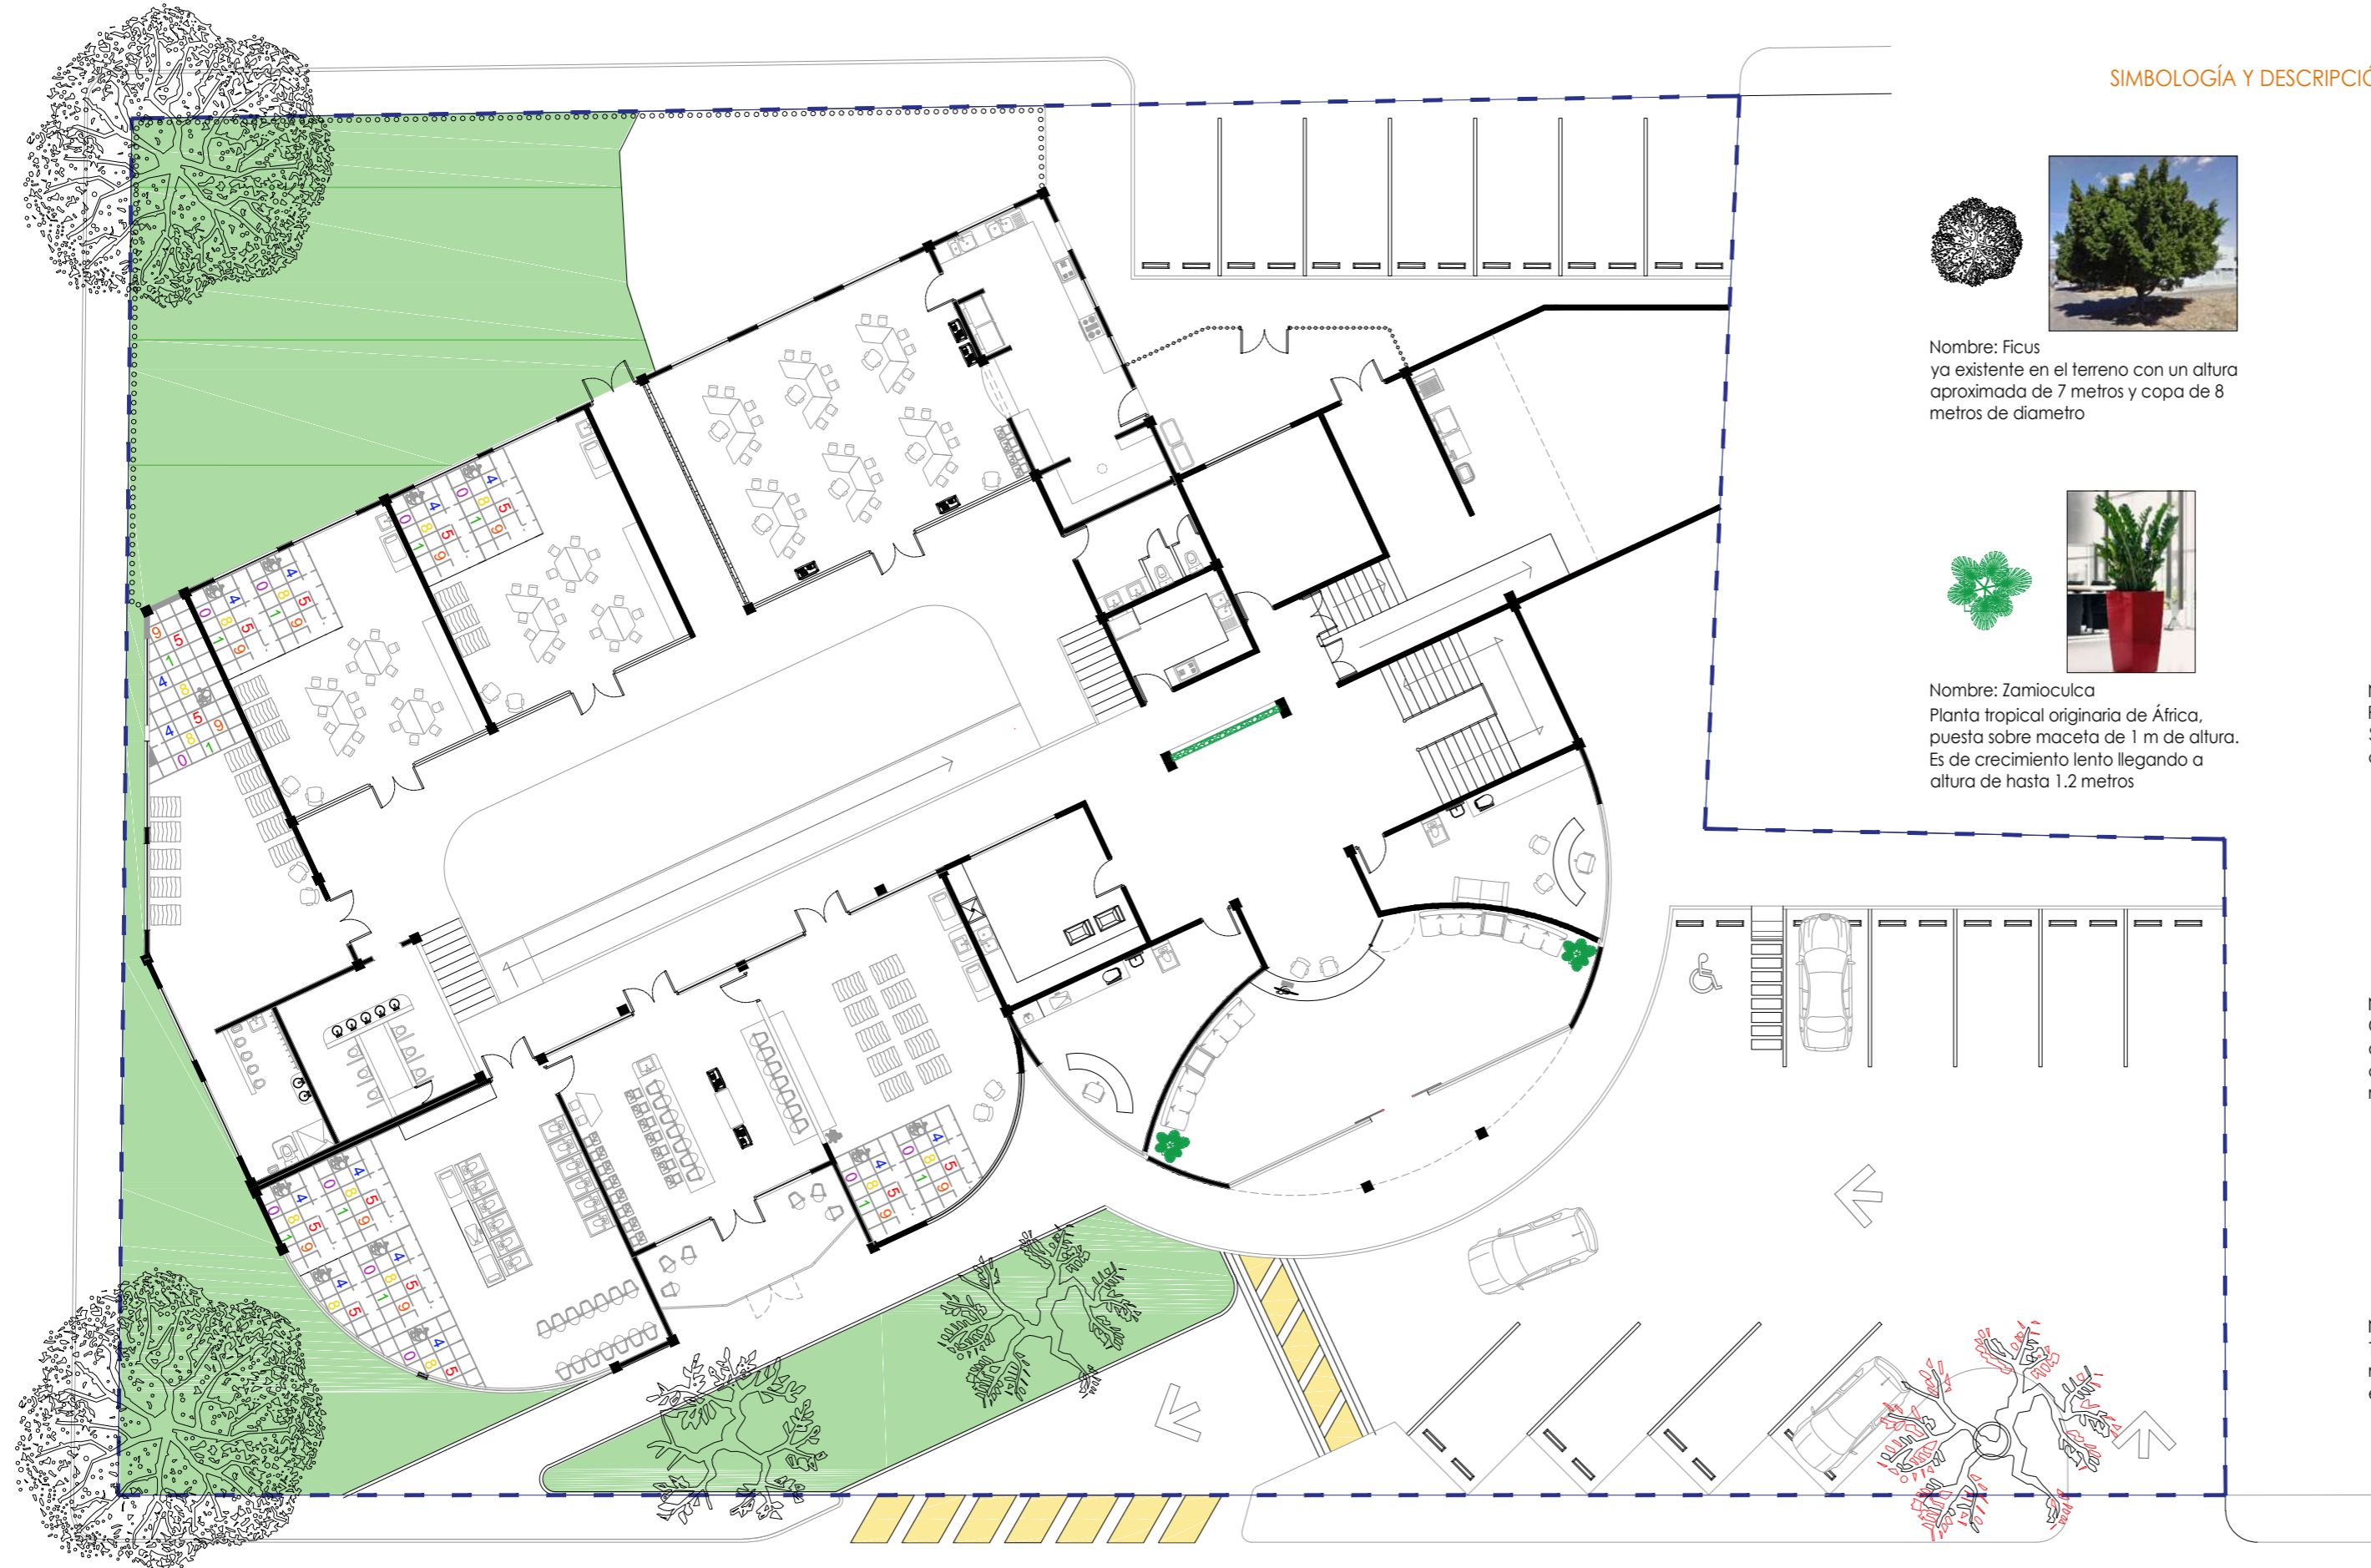 SIMBOLOGÍA Y DESCRIPCIÓ
Nombre: Ficus
ya existente en el terreno con un altura
aproximada de 7 metros y copa de 8
metros de diametro
Nombre: Zamioculca
Planta tropical originaria de África,
puesta sobre maceta de 1 m de altura.
Es de crecimiento lento llegando a
altura de hasta 1.2 metros